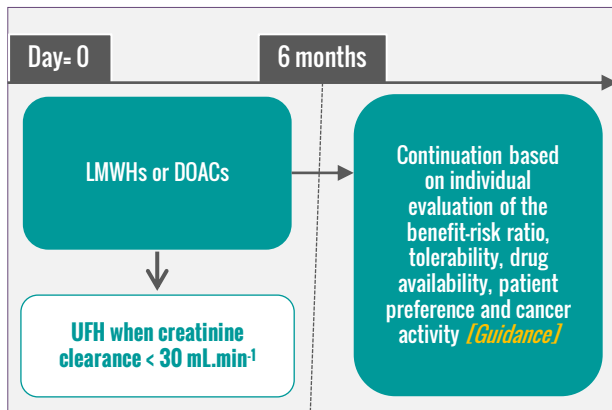 Day= 0
6 months
LMWHs or DOACs
UFH when creatinine
clearance < 30 mL.min⁻¹
Continuation based
on individual
evaluation of the
benefit-risk ratio,
tolerability, drug
availability, patient
preference and cancer
activity [Guidance]